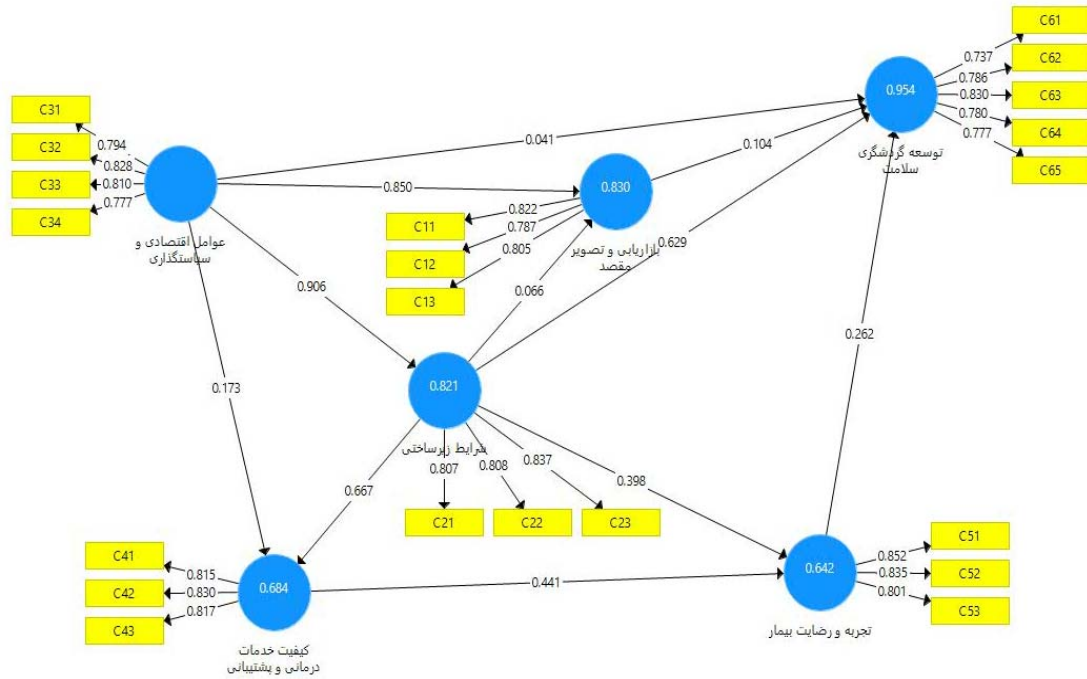 C61
0.737
C62
0.786
0.954
0.830
C63
0.780
C64
0.777
C65
توسعه گردشگری
سلامت
C31
0.794
C32
0.828
C33
0.810
C34
0.777
عوامل اقتصادی و
سیاستگذاری
0.041
0.104
0.850
0.830
C11
0.822
C12
0.787
C13
0.805
بازاریابی و تصویر
مقصد
0.629
0.906
0.066
0.262
0.173
0.821
شرایط زیرساختی
0.807
0.808
0.837
C21
C22
C23
0.667
0.398
C41
0.815
C42
0.830
C43
0.817
0.684
کیفیت خدمات
درمانی و پشتیبانی
0.441
0.642
C51
0.852
C52
0.835
C53
0.801
تجربه و رضایت بیمار